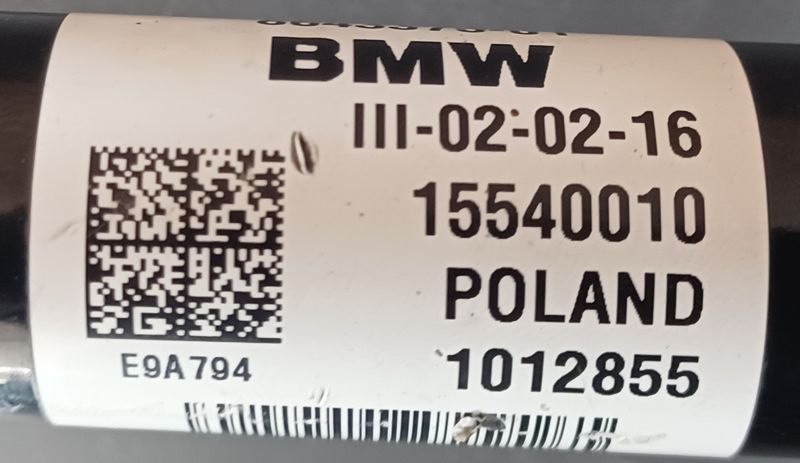 BMW
III-02-02-16
15540010
POLAND
E9A794
1012855